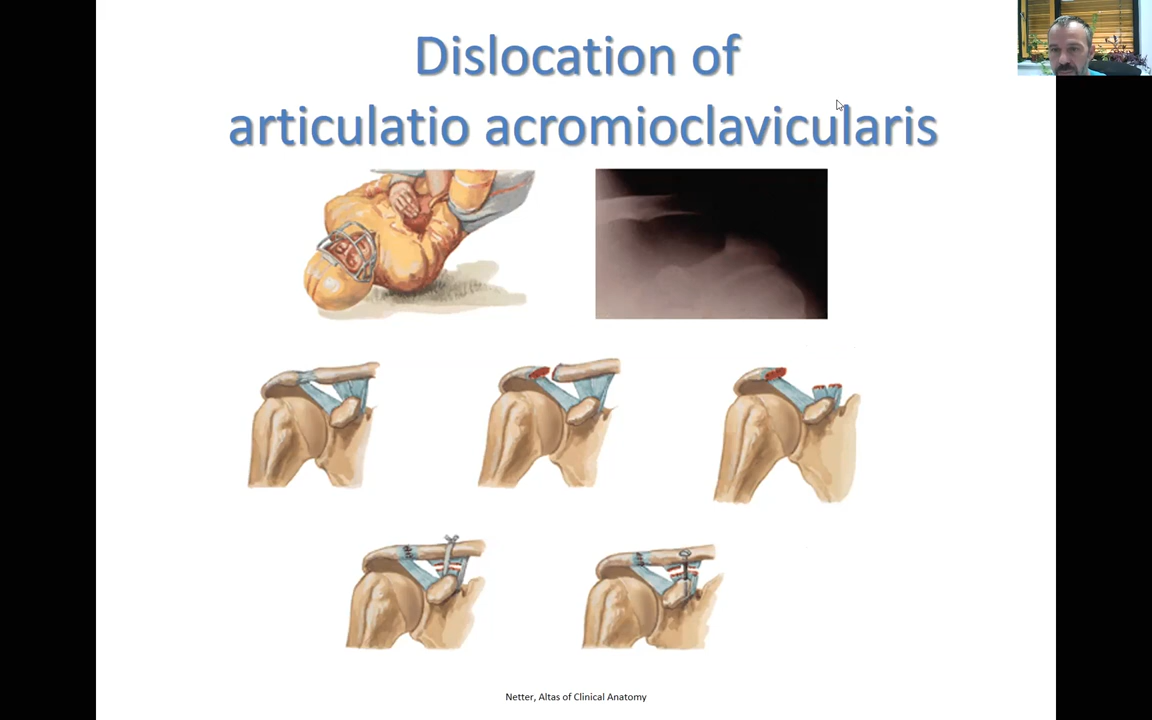 Dislocation of
articulatio acromioclavicularis
Netter, Altas of Clinical Anatomy